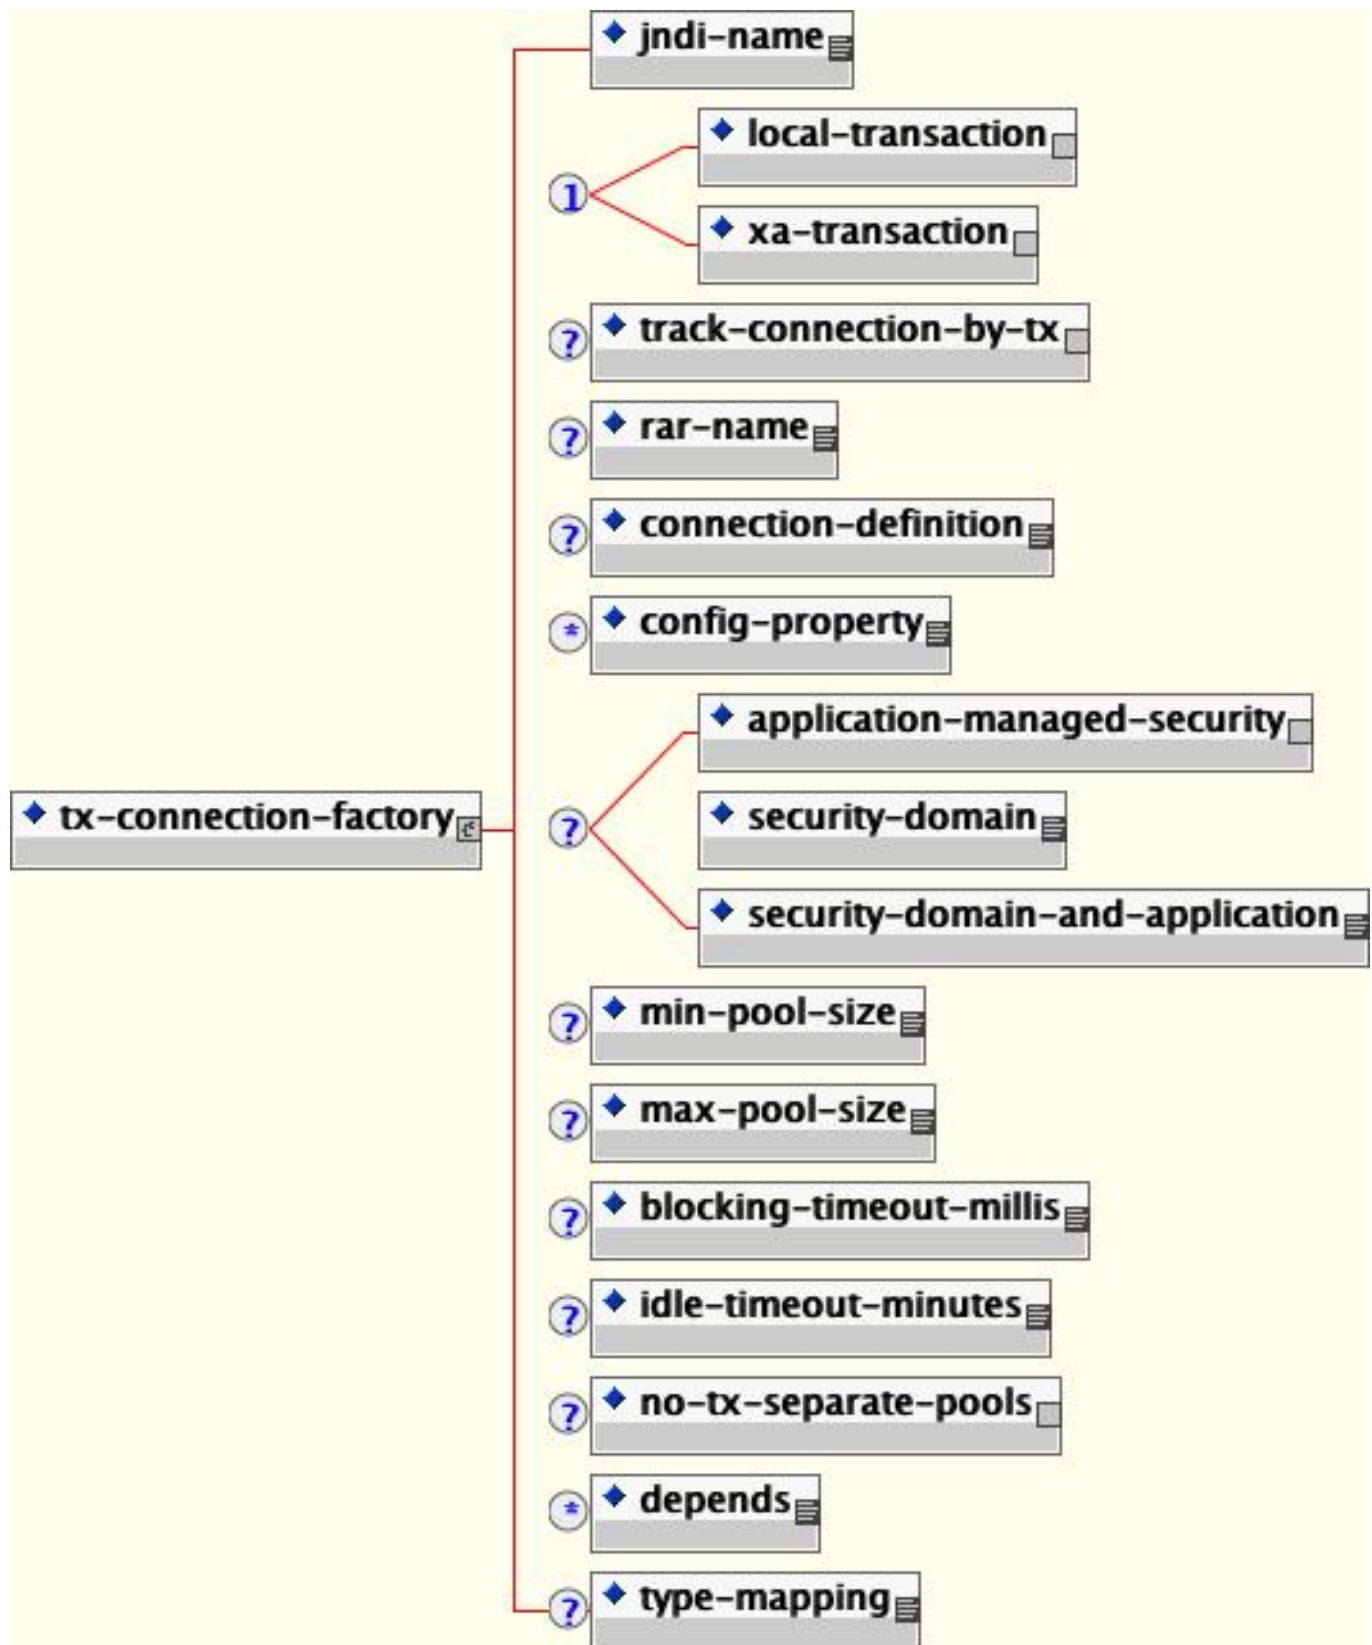 jndi-name
local-transaction
1
xa-transaction
? track-connection-by-tx
? rar-name
? connection-definition
* config-property
application-managed-security
tx-connection-factory
? security-domain
security-domain-and-application
? min-pool-size
? max-pool-size
? blocking-timeout-millis
? idle-timeout-minutes
? no-tx-separate-pools
* depends
? type-mapping